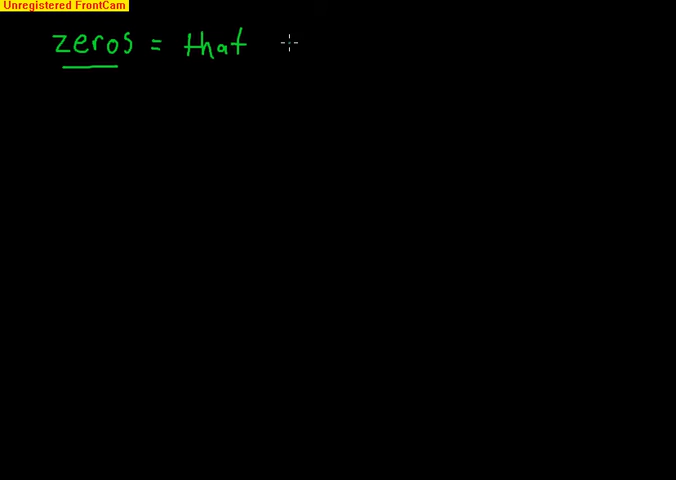 Unregistered FrontCam
zeros = that